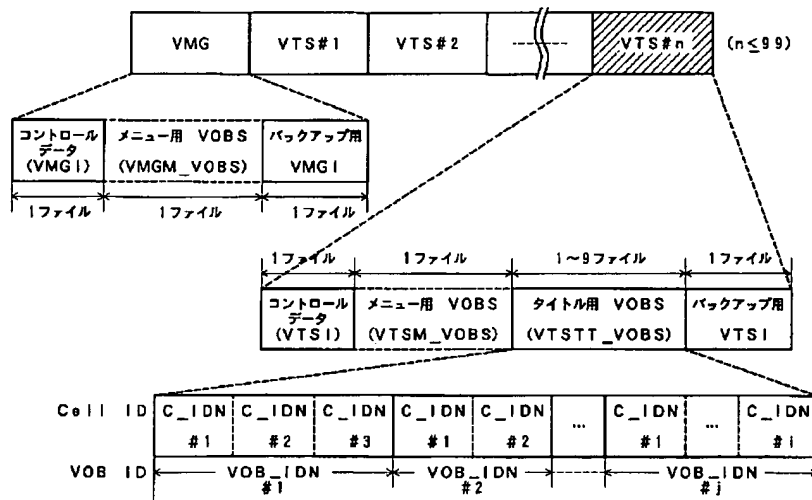 VMG VTS#1 VTS#2 VTS#n (n≤99)
コントロール メニュー用 VOBS バックアップ用
データ
(VMGI) (VMGM_VOBS) VMGI
1ファイル 1ファイル 1ファイル
1ファイル 1ファイル 1〜9ファイル 1ファイル
コントロール メニュー用 VOBS タイトル用 VOBS バックアップ用
データ
(VTSI) (VTSM_VOBS) (VTSTT_VOBS) VTSI
Cell ID C_IDN C_IDN C_IDN C_IDN C_IDN ... C_IDN ... C_IDN
#1 #2 #3 #1 #2 #1 #i
VOB ID VOB_IDN VOB_IDN VOB_IDN
#1 #2 #j